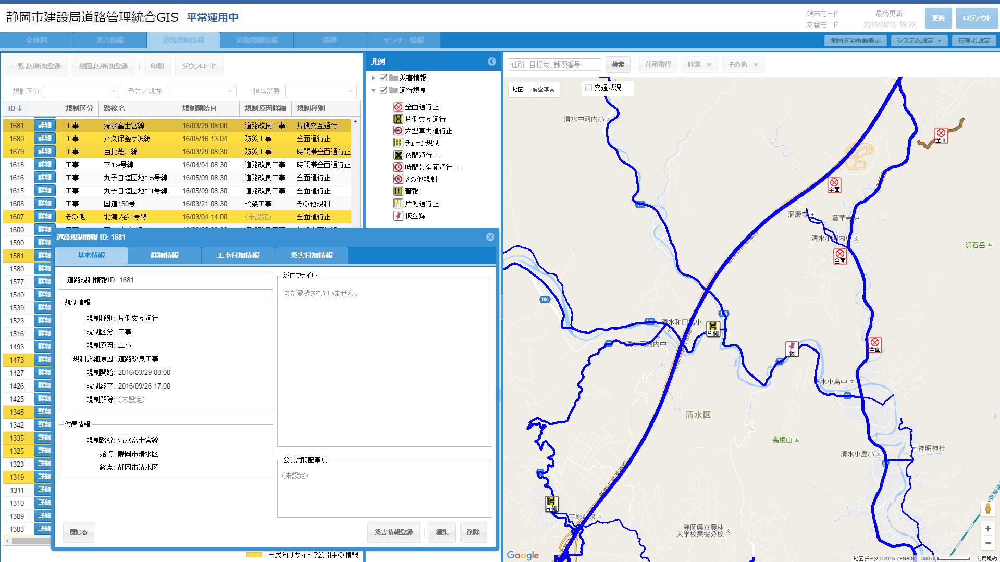 静岡市建設局道路管理統合GIS 平常運用中
端末モード
本番モード
最終更新
2016/08/15 19:22
更新
ログアウト
全体図 災害情報 道路規制情報 道路啓開情報 雨量 センサー情報
地図を全画面表示 システム設定 管理者設定
一覧より新規登録 地図より新規登録 印刷 ダウンロード
規制区分: 予告／現在: 担当部署:
ID 規制区分 路線名 規制開始日 規制原因詳細 規制種別
1681 詳細 工事 清水富士宮線 16/03/29 08:00 道路改良工事 片側交互通行
1680 詳細 工事 芹久保釜ケ沢線 16/05/16 13:04 防災工事 全面通行止
1679 詳細 工事 由比芝川線 16/03/29 08:30 防災工事 時間帯全面通行止
1618 詳細 工事 下19号線 16/04/04 08:30 道路改良工事 時間帯全面通行止
1616 詳細 工事 丸子日垣団地15号線 16/05/09 08:30 道路改良工事 全面通行止
1615 詳細 工事 丸子日垣団地14号線 16/05/09 08:30 道路改良工事 全面通行止
1608 詳細 工事 国道150号 16/03/21 08:30 橋梁工事 その他規制
1607 詳細 その他 北滝ノ谷3号線 16/03/04 14:00 (未設定) 全面通行止
1600 詳細
1590 詳細
1581 詳細
1580 詳細
1577 詳細
1540 詳細
1539 詳細
1523 詳細
1516 詳細
1493 詳細
1473 詳細
1427 詳細
1426 詳細
1425 詳細
1345 詳細
1342 詳細
1335 詳細
1325 詳細
1323 詳細
1319 詳細
1311 詳細
1310 詳細
1309 詳細
1303 詳細
：市民向けサイトで公開中の情報
道路規制情報 ID: 1681
基本情報 詳細情報 工事付加情報 災害付加情報
道路規制情報ID: 1681
規制情報
規制種別: 片側交互通行
規制区分: 工事
規制原因: 工事
規制詳細原因: 道路改良工事
規制開始: 2016/03/29 08:00
規制終了: 2016/09/26 17:00
規制解除: (未設定)
位置情報
規制路線: 清水富士宮線
始点: 静岡市清水区
終点: 静岡市清水区
添付ファイル
まだ登録されていません。
公開用特記事項
(未設定)
閉じる 災害情報登録 編集 削除
凡例
災害情報
通行規制
全面通行止
片側交互通行
大型車両通行止
チェーン規制
夜間通行止
時間帯全面通行止
その他規制
警報
片側通行止
仮登録
住所、目標物、郵便番号 検索 住所取得 計測 その他
地図 航空写真 交通状況
清水中河内小
全面
全面
洞慶寺
蓮華寺
清水小河内小
浜石岳
全面
196
清水和田島小
片側
清水両河内中
全面
仮
清水小島中
清水区
高根山
神明神社
清水小島小
新東名高速道路
片側
吉原温泉
静岡県立農林
大学校果樹分校
東海道
Google
地図データ ©2016 ZENRIN 500 m 利用規約